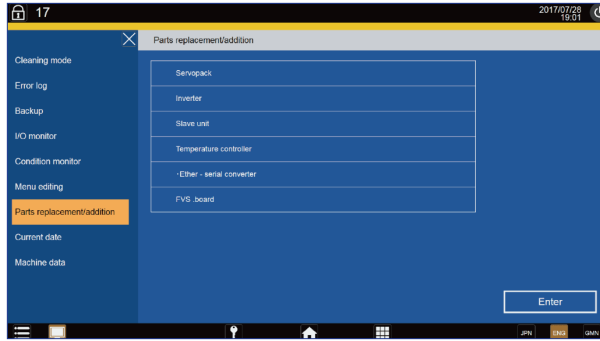 17
2017/07/28
19:01
Parts replacement/addition
Cleaning mode
Error log
Backup
I/O monitor
Condition monitor
Menu editing
Parts replacement/addition
Current date
Machine data
Servopack
Inverter
Slave unit
Temperature controller
·Ether - serial converter
FVS .board
Enter
JPN
ENG
GMN